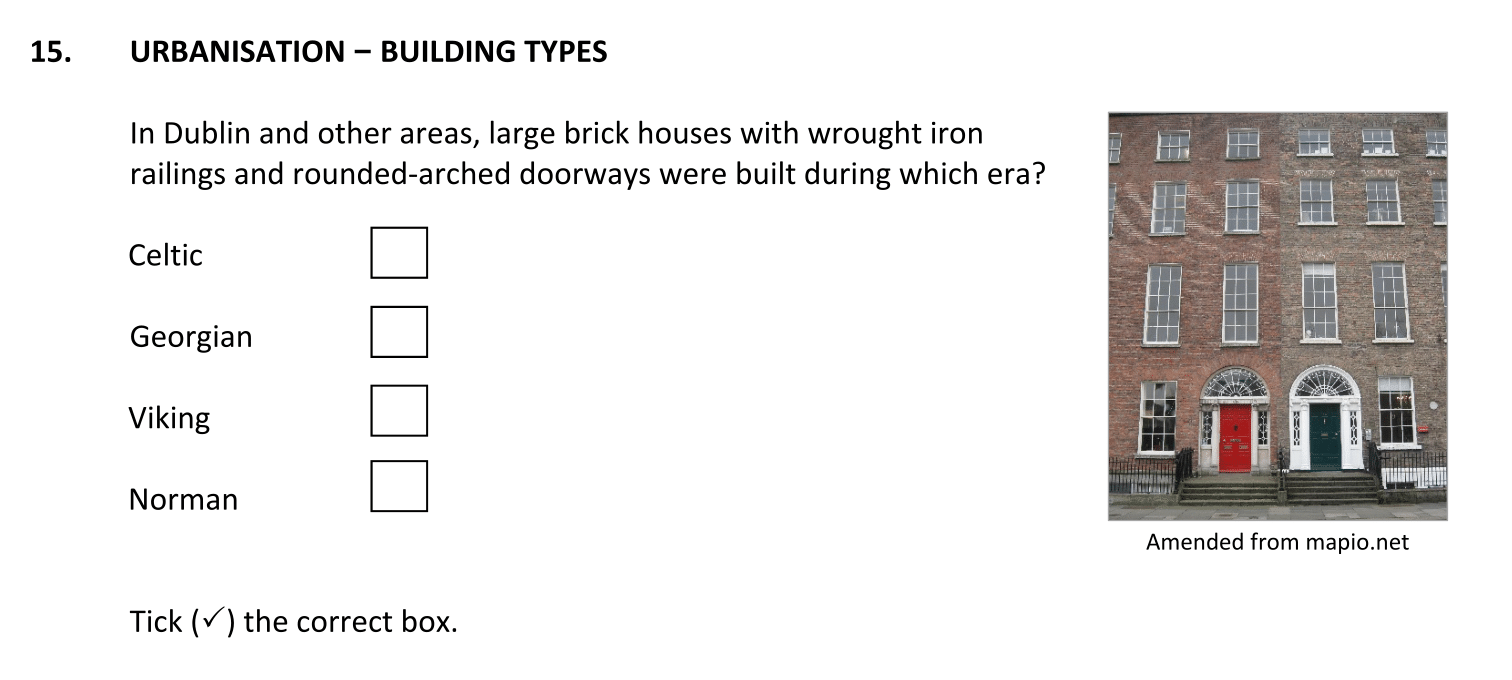 15. URBANISATION – BUILDING TYPES
In Dublin and other areas, large brick houses with wrought iron
railings and rounded-arched doorways were built during which era?
Celtic
Georgian
Viking
Norman
Amended from mapio.net
Tick (✓) the correct box.